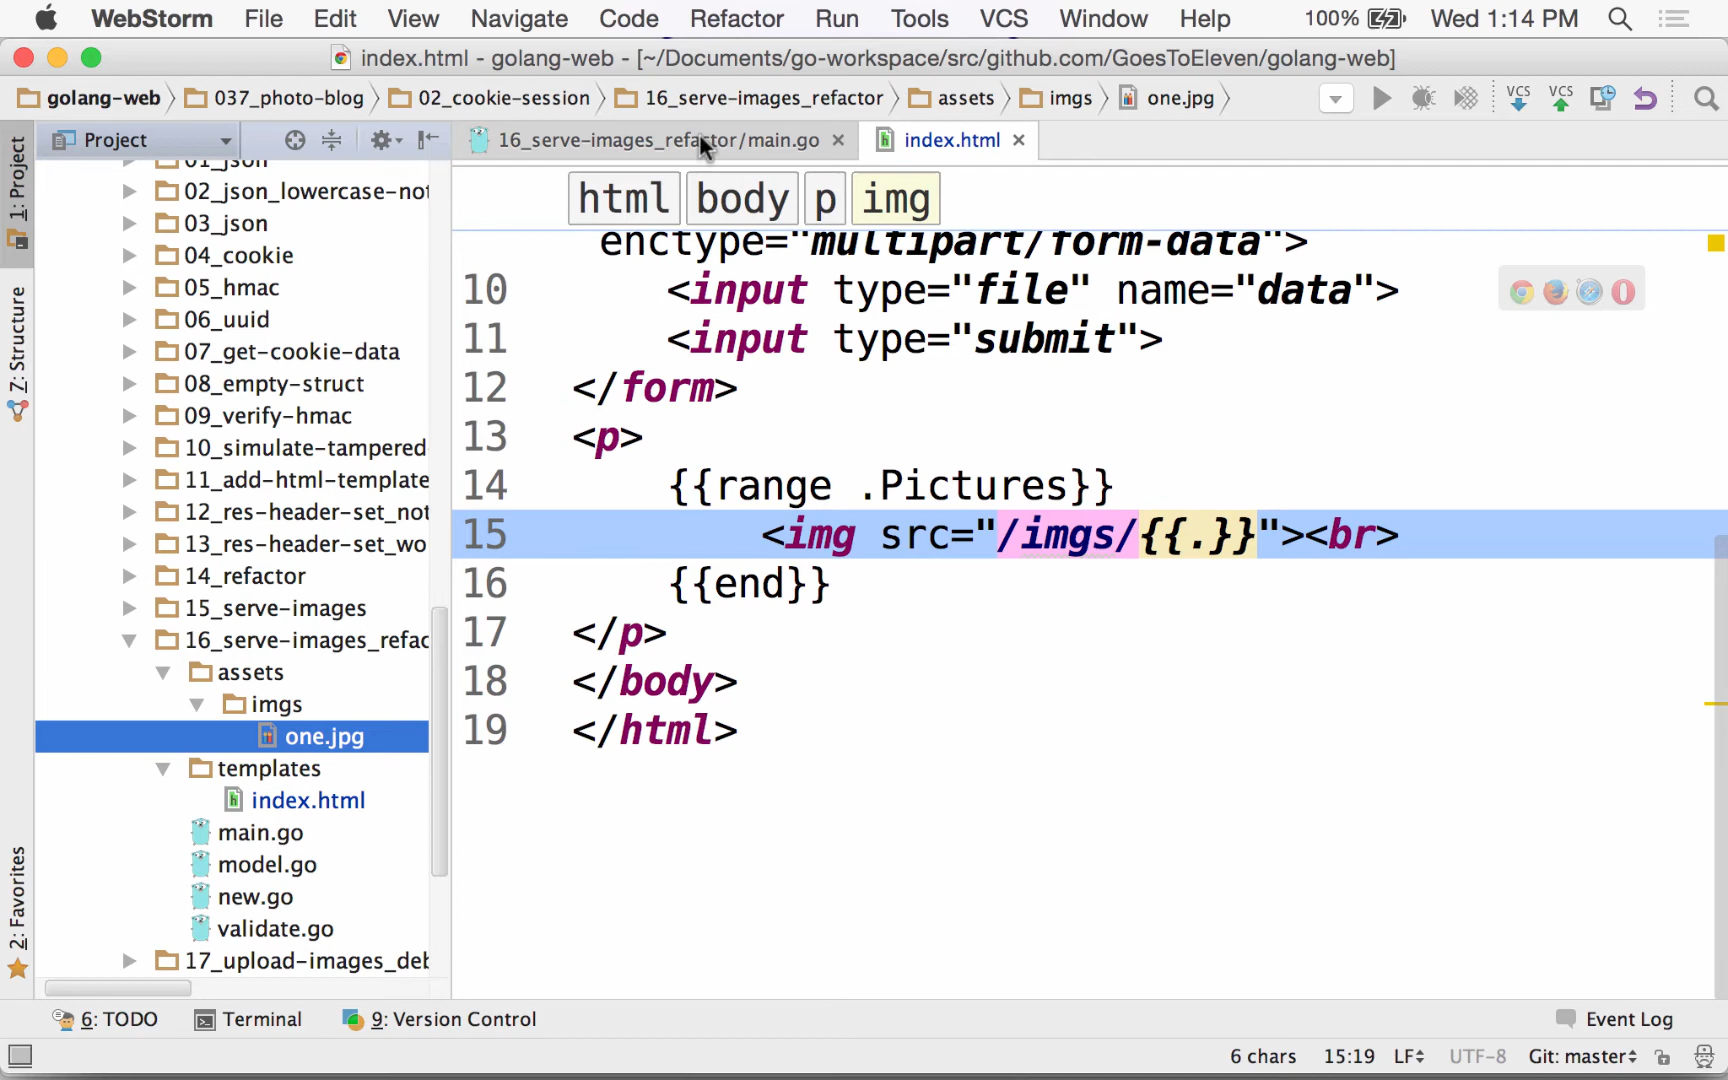 WebStorm File Edit View Navigate Code Refactor Run Tools VCS Window Help 100% Wed 1:14 PM
index.html - golang-web - [~/Documents/go-workspace/src/github.com/GoesToEleven/golang-web]
golang-web 037_photo-blog 02_cookie-session 16_serve-images_refactor assets imgs one.jpg VCS VCS
Project 16_serve-images_refactor/main.go index.html
1: Project
7: Structure
2: Favorites
01_json
02_json_lowercase-not
03_json
04_cookie
05_hmac
06_uuid
07_get-cookie-data
08_empty-struct
09_verify-hmac
10_simulate-tampered-
11_add-html-template
12_res-header-set_not
13_res-header-set_wo
14_refactor
15_serve-images
16_serve-images_refac
assets
imgs
one.jpg
templates
index.html
main.go
model.go
new.go
validate.go
17_upload-images_deb
html body p img
enctype="multipart/form-data">
10 <input type="file" name="data">
11 <input type="submit">
12 </form>
13 <p>
14 {{range .Pictures}}
15 <img src="/imgs/{{.}}"><br>
16 {{end}}
17 </p>
18 </body>
19 </html>
6: TODO Terminal 9: Version Control Event Log
6 chars 15:19 LF UTF-8 Git: master